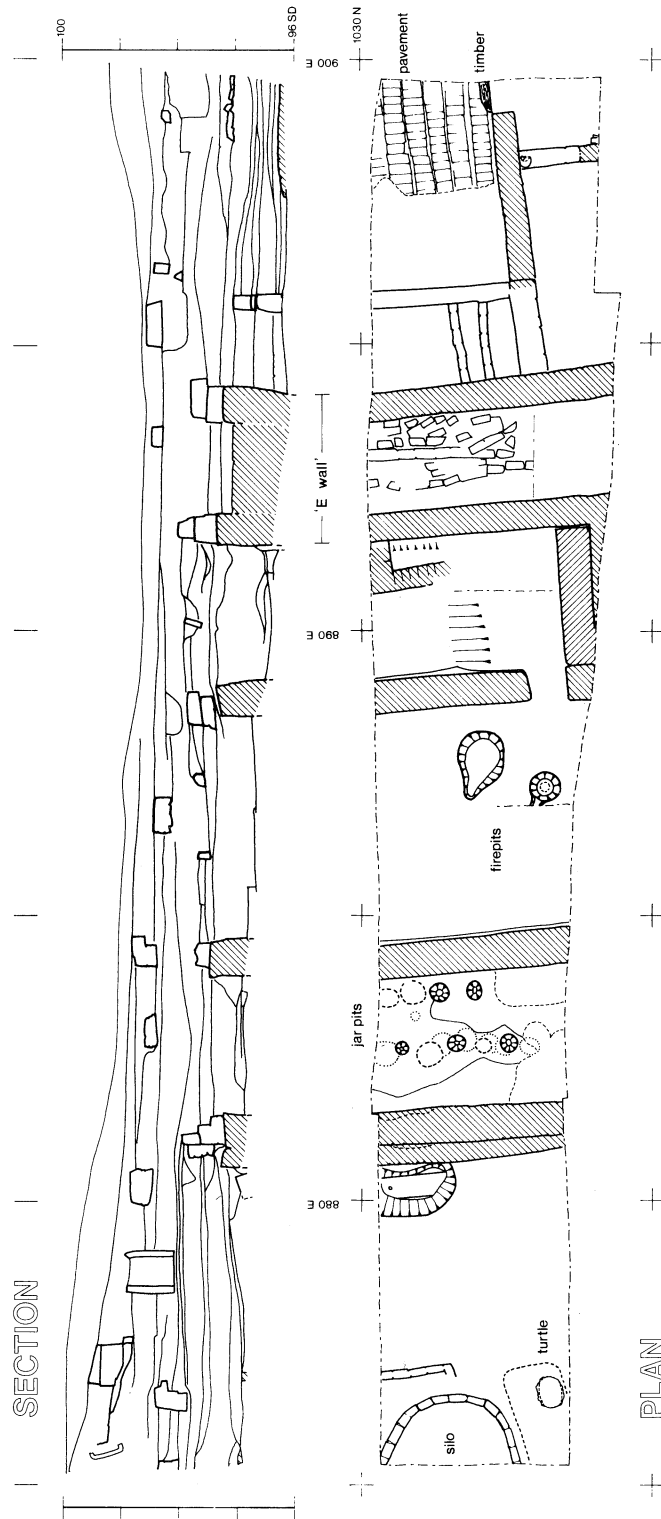 SECTION
100
96 SD
'E wall'
900 E
890 E
880 E
1030 N
pavement
timber
firepits
jar pits
turtle
silo
PLAN